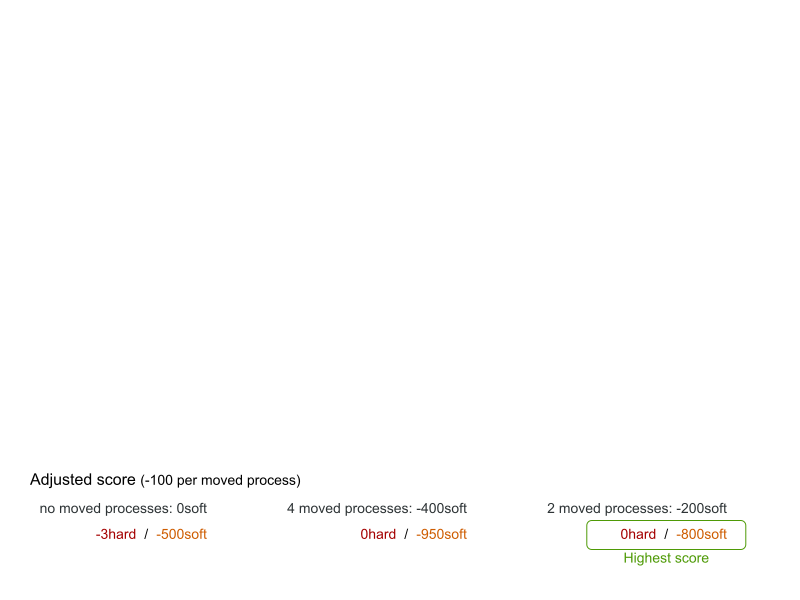 Adjusted score (-100 per moved process)
no moved processes: 0soft
4 moved processes: -400soft
2 moved processes: -200soft
-3hard / -500soft
0hard / -950soft
0hard / -800soft
Highest score